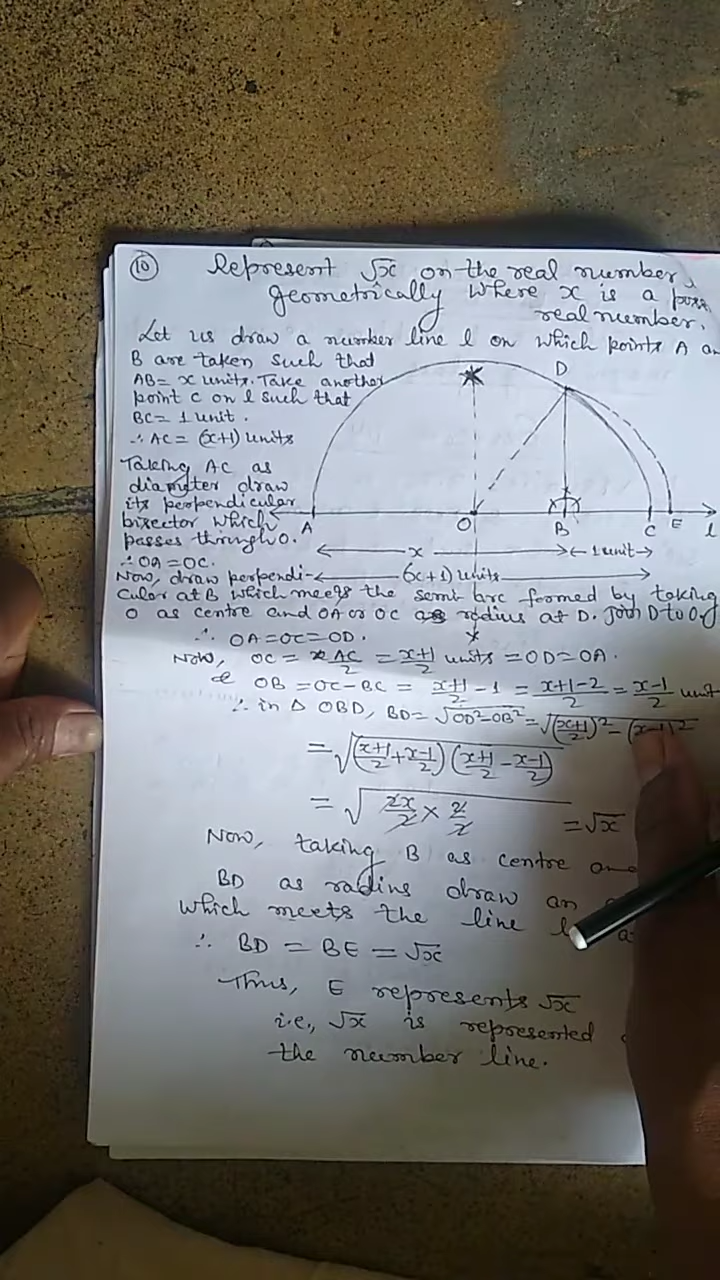 10 Represent √x on the real number
geometrically where x is a
real number.
Let us draw a number line l on which points A
B are taken such that
AB = x units. Take another
point C on l such that
BC = 1 unit.
∴ AC = (x+1) units
Taking AC as
diameter draw
its perpendicular
bisector which
passes through O.
∴ OA = OC.
D
A O B C E l
x 1 unit
(x+1) units
Now, draw perpendi-
cular at B which meets the semi arc formed by taking
O as centre and OA or OC as radius at D. Join D to O
∴ OA = OC = OD.
Now, OC = AC/2 = x+1/2 units = OD = OA.
& OB = OC - BC = x+1/2 - 1 = x+1-2/2 = x-1/2 unit
∴ in Δ OBD, BD = √OD²-OB² = √(x+1/2)² - (x-1/2)²
= √(x+1/2 + x-1/2) (x+1/2 - x-1/2)
= √2x/2 × 2/2 = √x
Now, taking B as centre and
BD as radius draw an
which meets the line l
∴ BD = BE = √x
Thus, E represents √x
i.e., √x is represented
the number line.